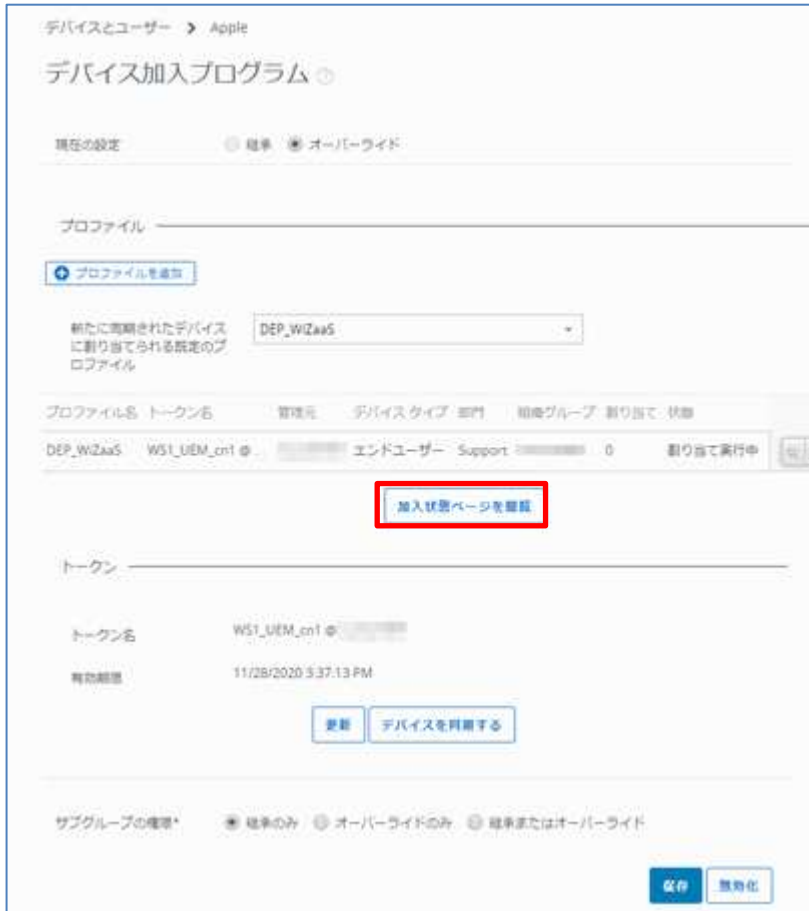 デバイスとユーザー > Apple
デバイス加入プログラム
現在の設定 継承 オーバーライド
プロファイル
プロファイルを追加
新たに同期されたデバイス DEP_WiZaaS
に割り当てられる既定のプ
ロファイル
プロファイル名 トークン名 管理元 デバイス タイプ 部門 組織グループ 割り当て 状態
DEP_WiZaaS WS1_UEM_cn1 @ エンドユーザー Support 0 割り当て実行中
加入状態ページを閲覧
トークン
トークン名 WS1_UEM_cn1 @
有効期限 11/28/2020 3:37:13 PM
更新 デバイスを同期する
サブグループの権限* 継承のみ オーバーライドのみ 継承またはオーバーライド
保存 無効化